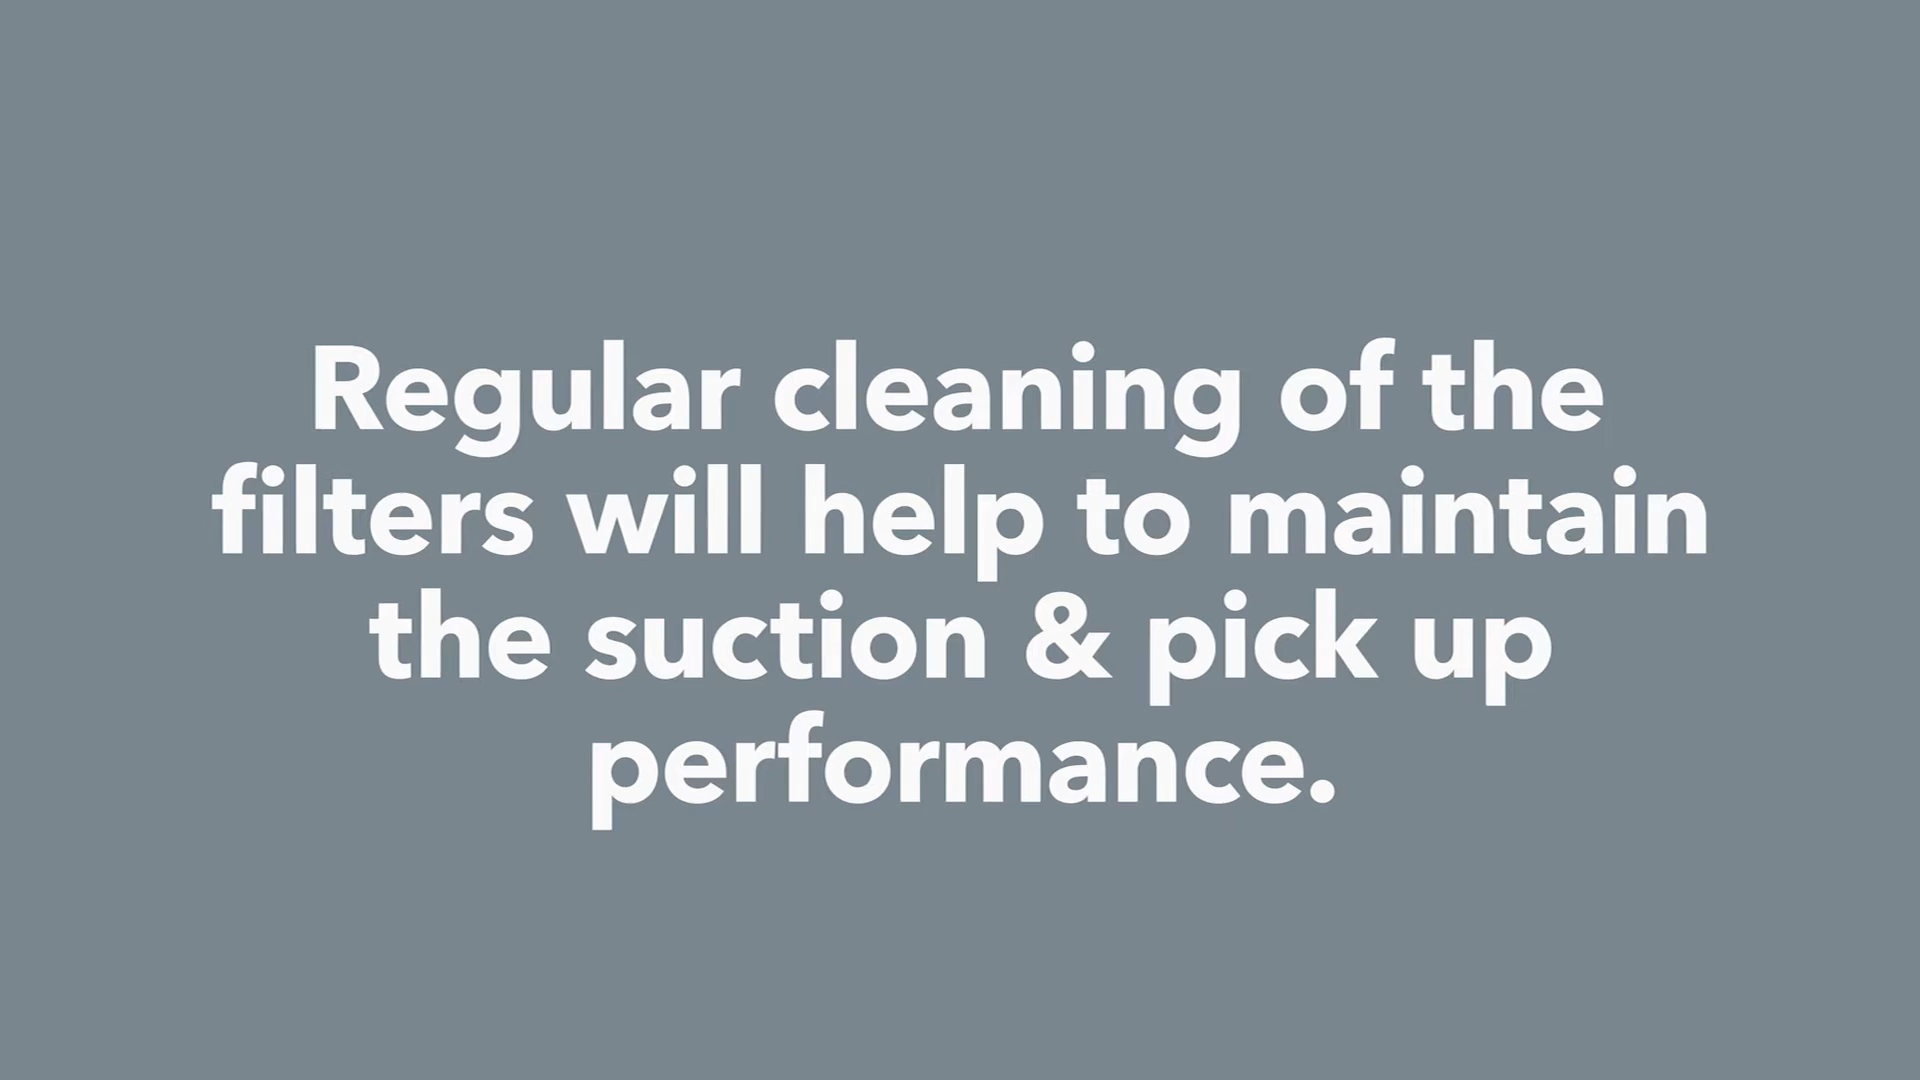 Regular cleaning of the
filters will help to maintain
the suction & pick up
performance.